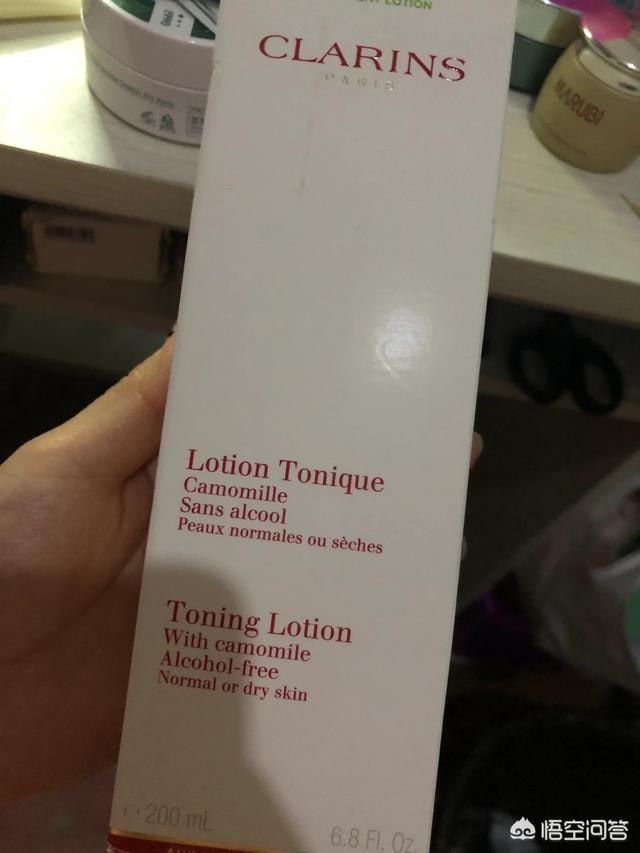 LOTION
CLARINS
PARIS
MARUBI
Lotion Tonique
Camomille
Sans alcool
Peaux normales ou sèches
Toning Lotion
With camomile
Alcohol-free
Normal or dry skin
200 mL
6.8 Fl. Oz.
悟空问答